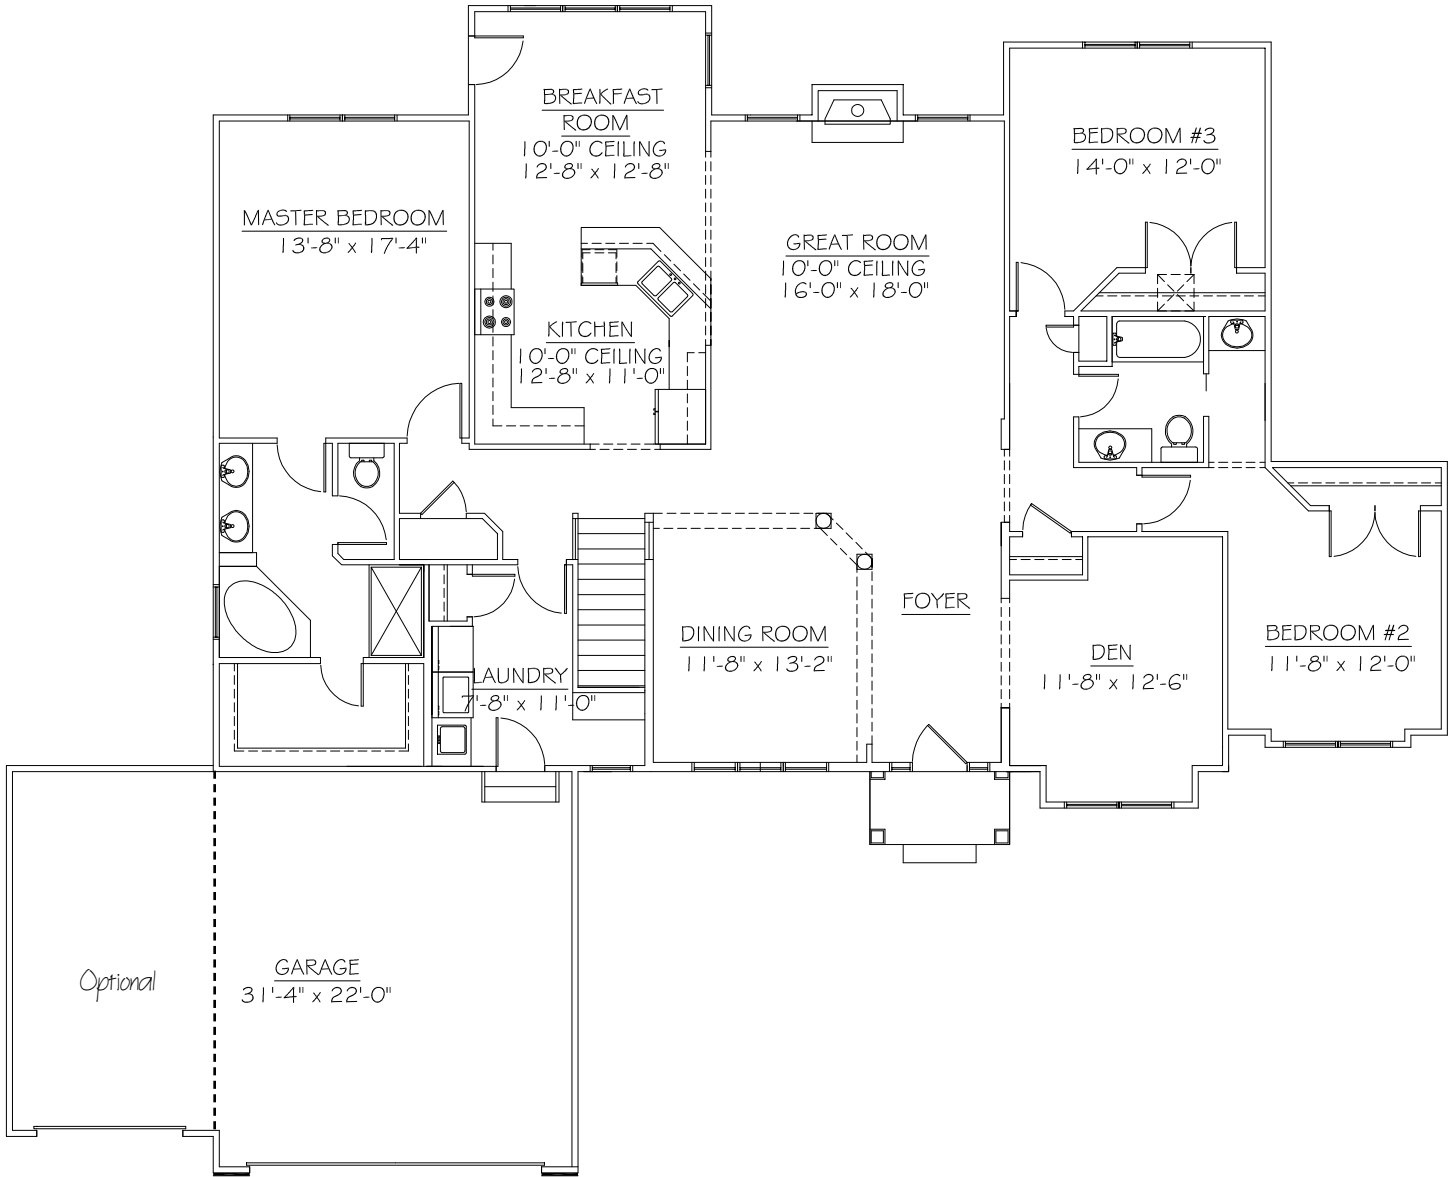 BREAKFAST
ROOM
10'-0" CEILING
12'-8" x 12'-8"
BEDROOM #3
14'-0" x 12'-0"
MASTER BEDROOM
13'-8" x 17'-4"
GREAT ROOM
10'-0" CEILING
16'-0" x 18'-0"
KITCHEN
10'-0" CEILING
12'-8" x 11'-0"
FOYER
DINING ROOM
11'-8" x 13'-2"
DEN
11'-8" x 12'-6"
BEDROOM #2
11'-8" x 12'-0"
LAUNDRY
7'-8" x 11'-0"
Optional
GARAGE
31'-4" x 22'-0"